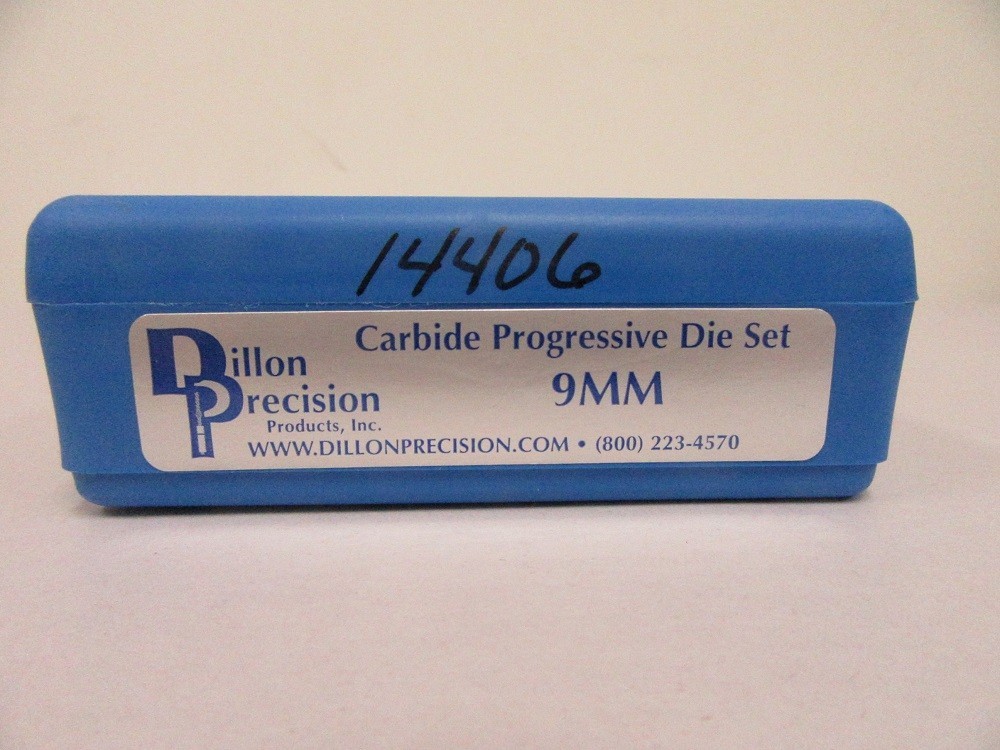 14406
Carbide Progressive Die Set
9MM
Dillon
Precision
Products, Inc.
WWW.DILLONPRECISION.COM • (800) 223-4570